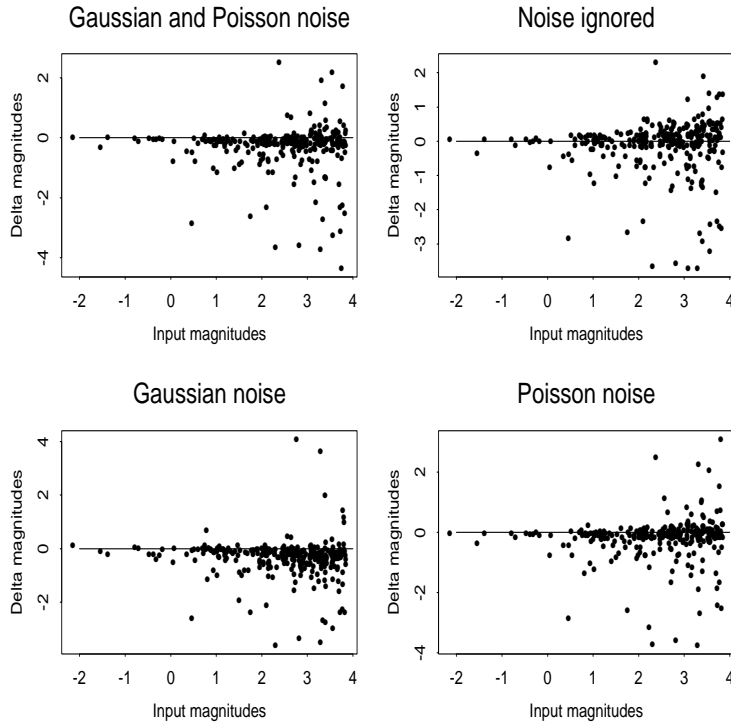 Gaussian and Poisson noise
Delta magnitudes
2
0
-2
-4
-2 -1 0 1 2 3 4
Input magnitudes
Noise ignored
Delta magnitudes
2
1
0
-1
-3
-2 -1 0 1 2 3 4
Input magnitudes
Gaussian noise
Delta magnitudes
4
2
0
-2
-2 -1 0 1 2 3 4
Input magnitudes
Poisson noise
Delta magnitudes
2
0
-2
-4
-2 -1 0 1 2 3 4
Input magnitudes